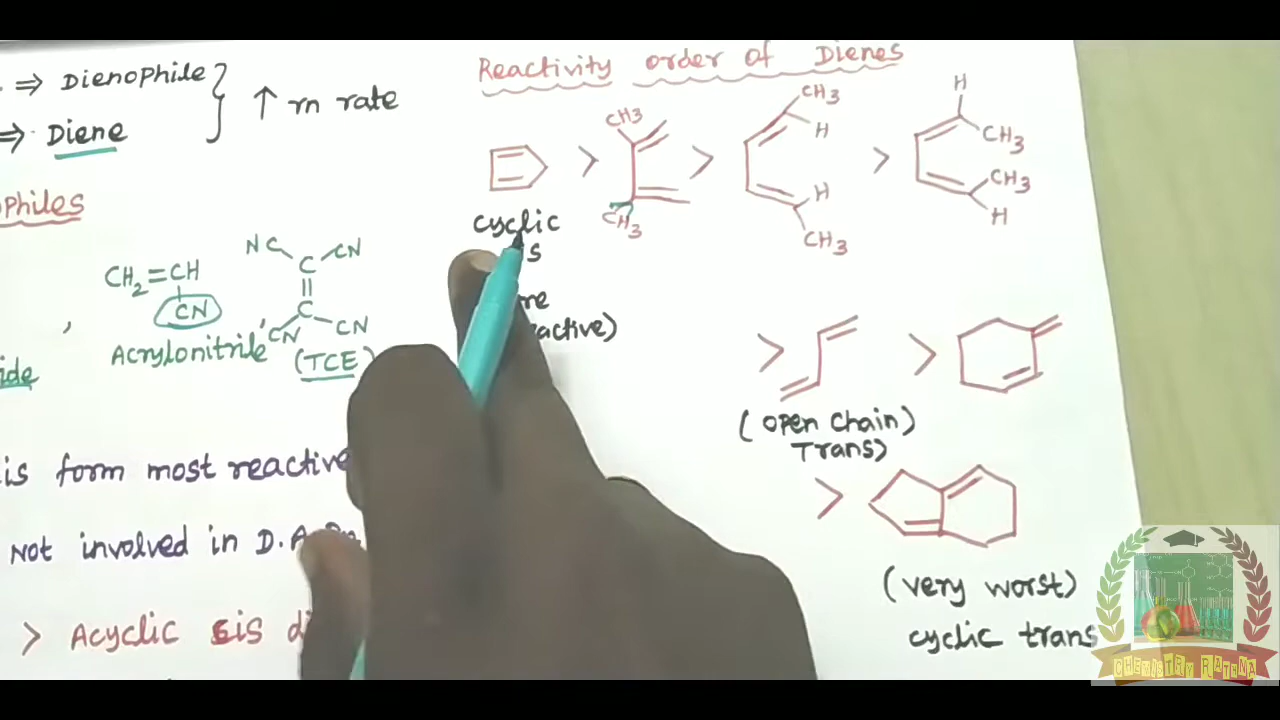 ⇒ Dienophile
⇒ Diene
↑ rn rate
CH₂=CH
CN
Acrylonitrile
,
NC CN
C
C
CN CN
(TCE)
is form most reactive
Not involved in D.A
> Acyclic cis
Reactivity order of Dienes
> CH3 CH3
> CH3 H H CH3
> H CH3 CH3 H
cyclic
> (open chain)
Trans)
>
> (very worst)
cyclic trans
CHEMISTRY RATHNA